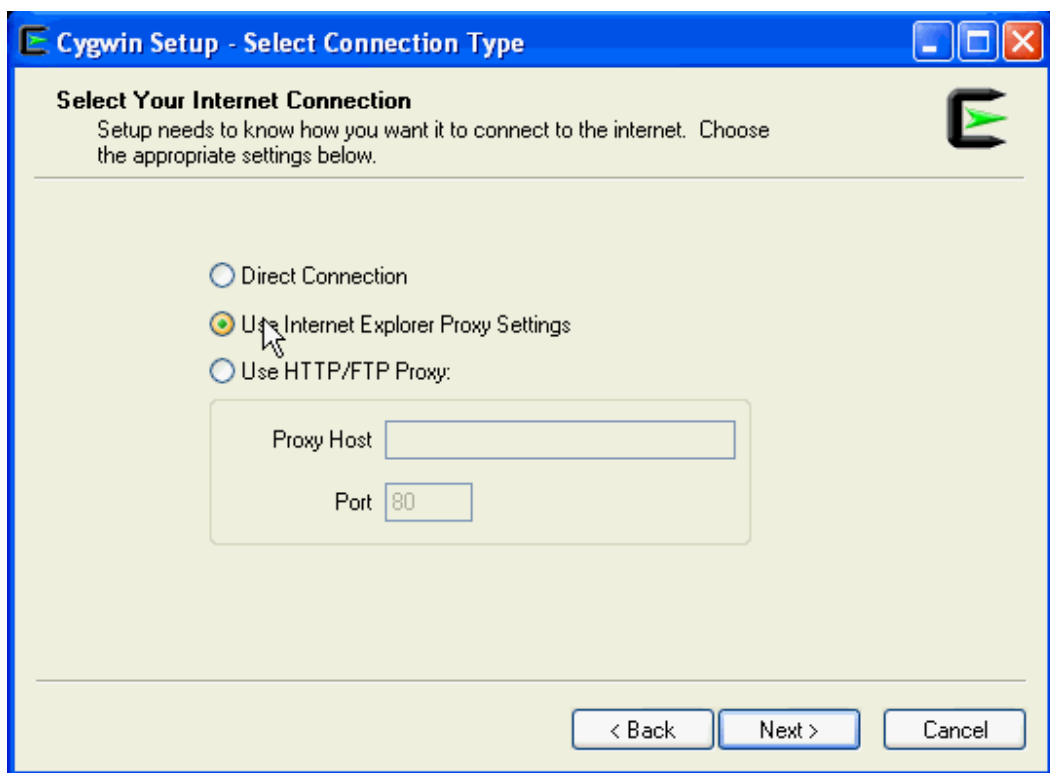 Cygwin Setup - Select Connection Type
Select Your Internet Connection
Setup needs to know how you want it to connect to the internet. Choose
the appropriate settings below.
Direct Connection
Use Internet Explorer Proxy Settings
Use HTTP/FTP Proxy:
Proxy Host
Port 80
< Back Next > Cancel